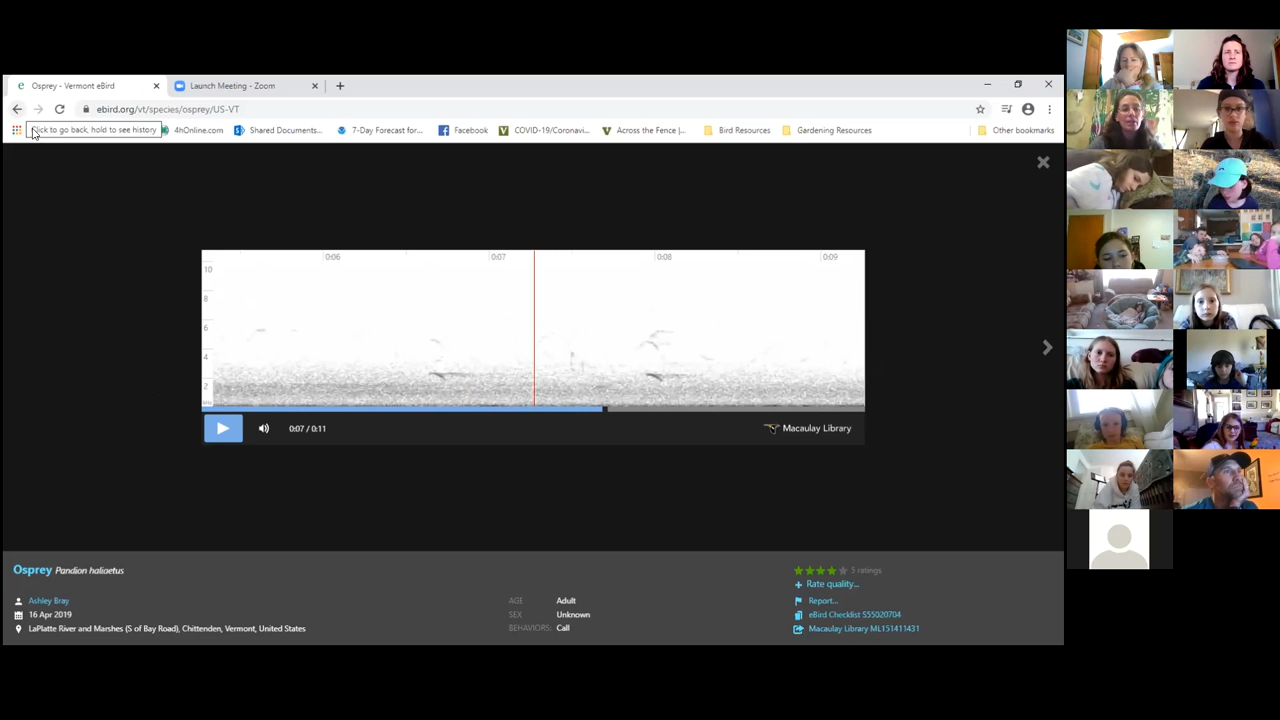 Osprey - Vermont eBird
Launch Meeting - Zoom
ebird.org/vt/species/osprey/US-VT
Click to go back, hold to see history
4hOnline.com
Shared Documents...
7-Day Forecast for...
Facebook
COVID-19/Coronavi...
Across the Fence |...
Bird Resources
Gardening Resources
Other bookmarks
0:06
0:07
0:08
0:09
10
8
6
4
2
kHz
0:07 / 0:11
Macaulay Library
Osprey Pandion haliaetus
5 ratings
Rate quality...
Ashley Bray
AGE Adult
Report...
16 Apr 2019
SEX Unknown
eBird Checklist S55020704
LaPlatte River and Marshes (S of Bay Road), Chittenden, Vermont, United States
BEHAVIORS: Call
Macaulay Library ML151411431